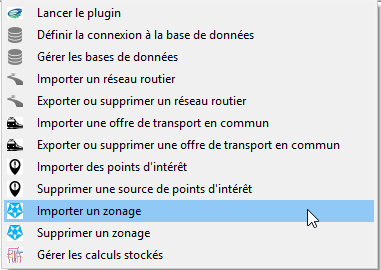 Lancer le plugin
Définir la connexion à la base de données
Gérer les bases de données
Importer un réseau routier
Exporter ou supprimer un réseau routier
Importer une offre de transport en commun
Exporter ou supprimer une offre de transport en commun
Importer des points d'intérêt
Supprimer une source de points d'intérêt
Importer un zonage
Supprimer un zonage
Gérer les calculs stockés